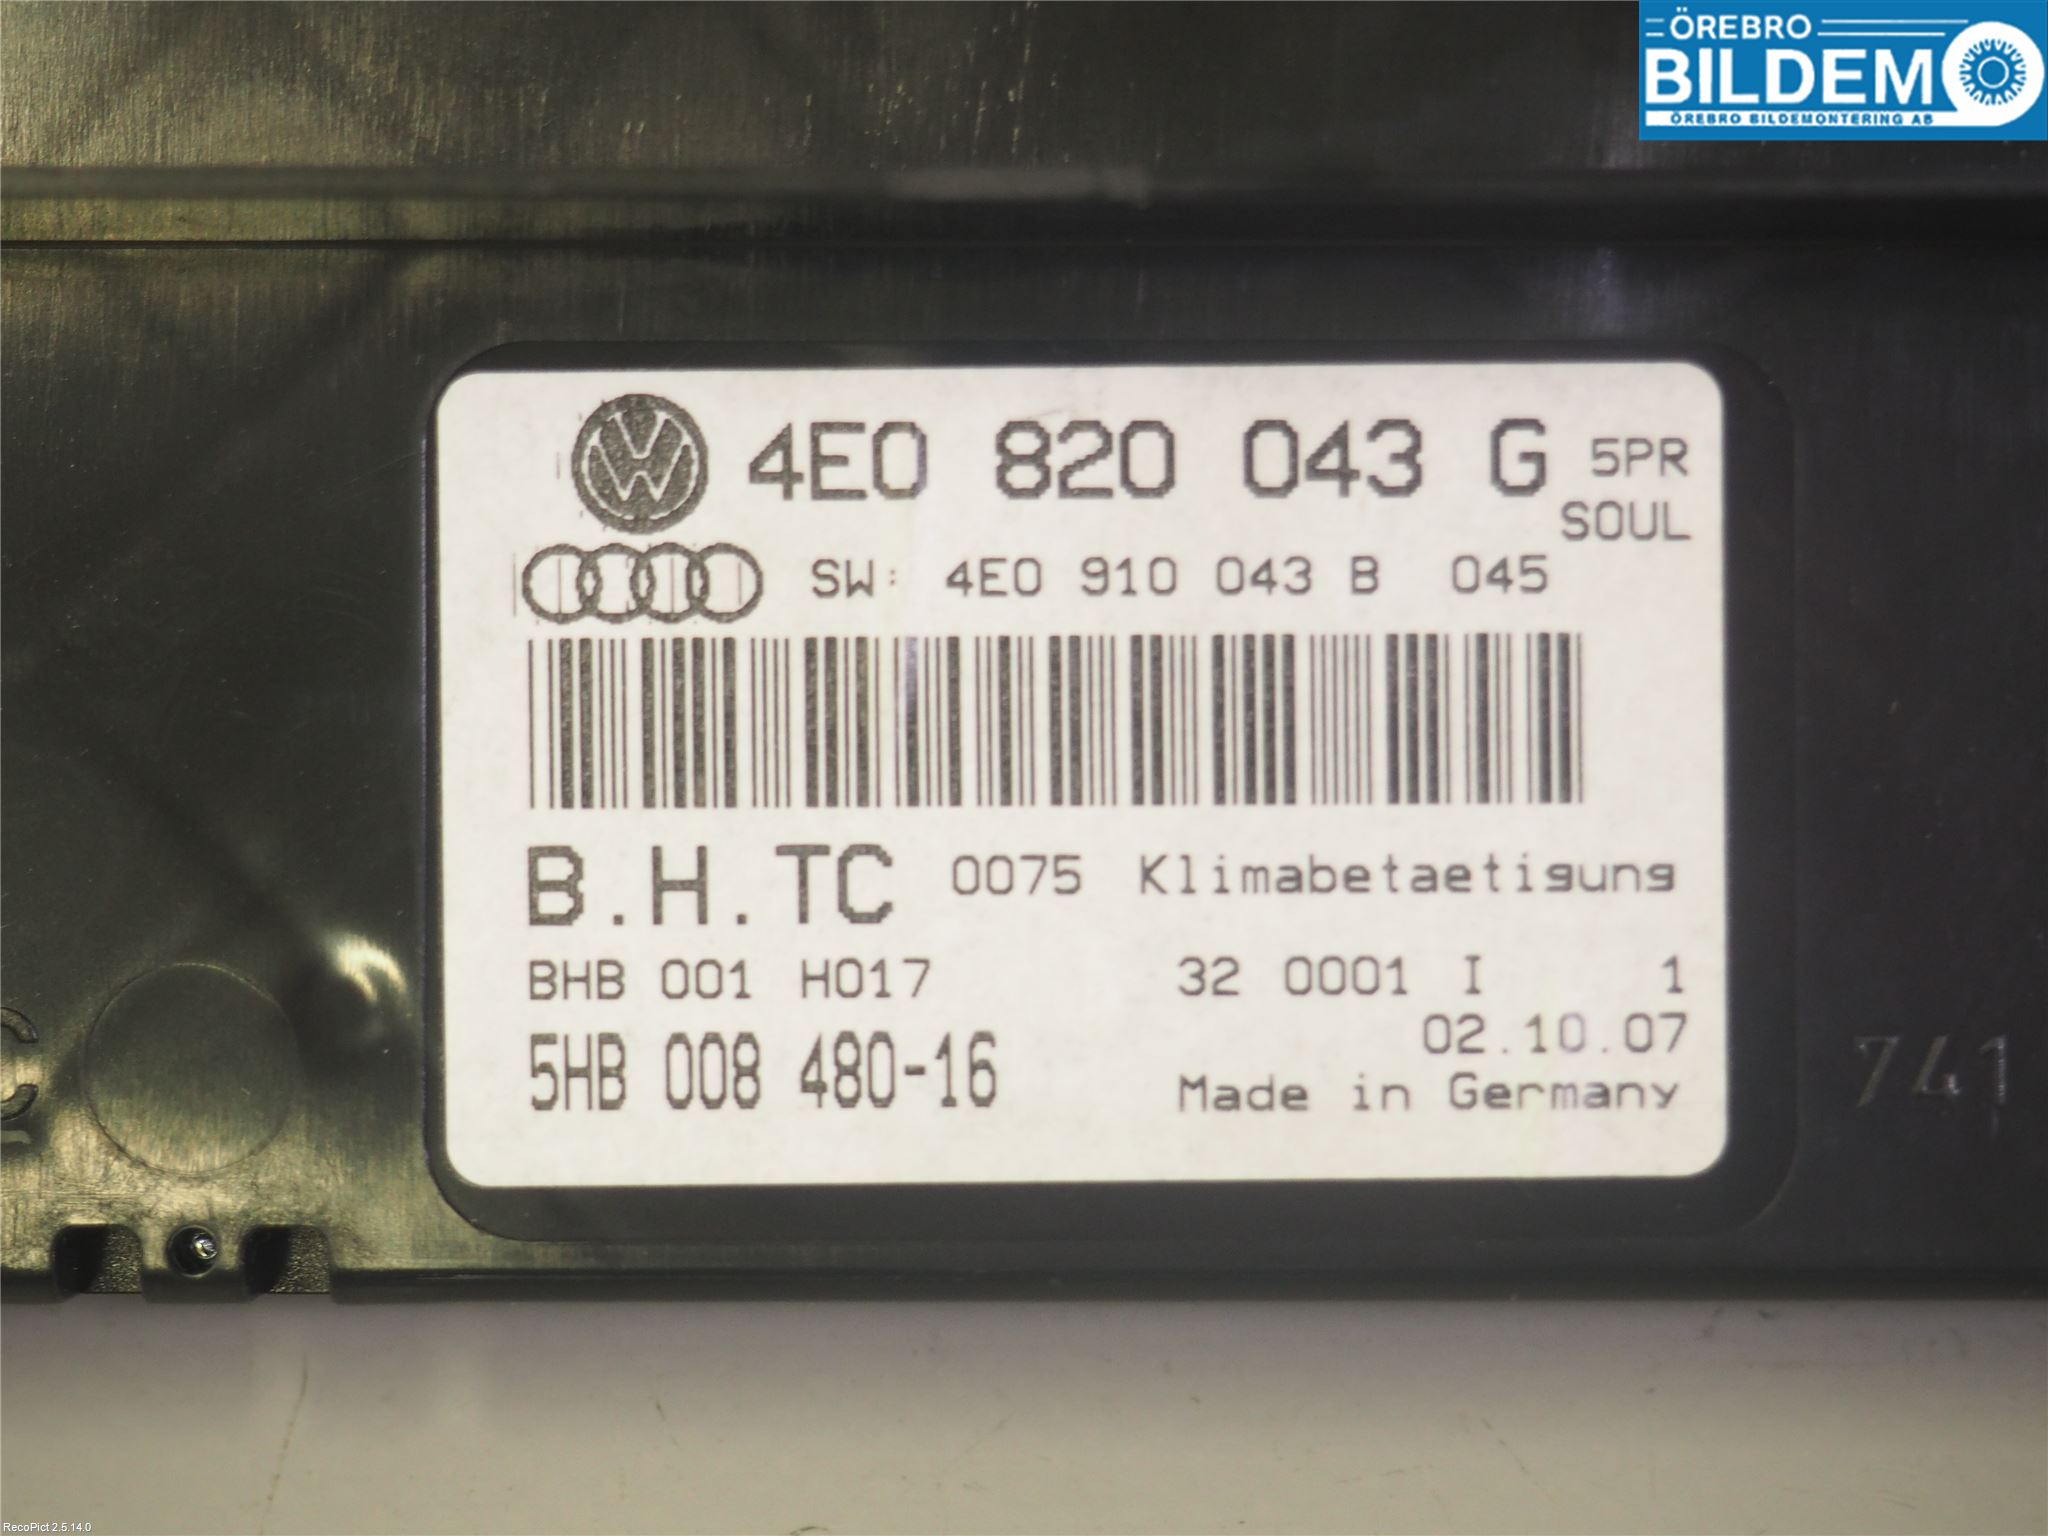 ÖREBRO
BILDEMO
ÖREBRO BILDEMONTERING AB
4E0 820 043 G 5PR
SOUL
SW: 4E0 910 043 B 045
B.H.TC 0075 Klimabetaetigung
BHB 001 H017 32 0001 I 1
02.10.07
5HB 008 480-16
Made in Germany
741
RecoPict 2.5.14.0